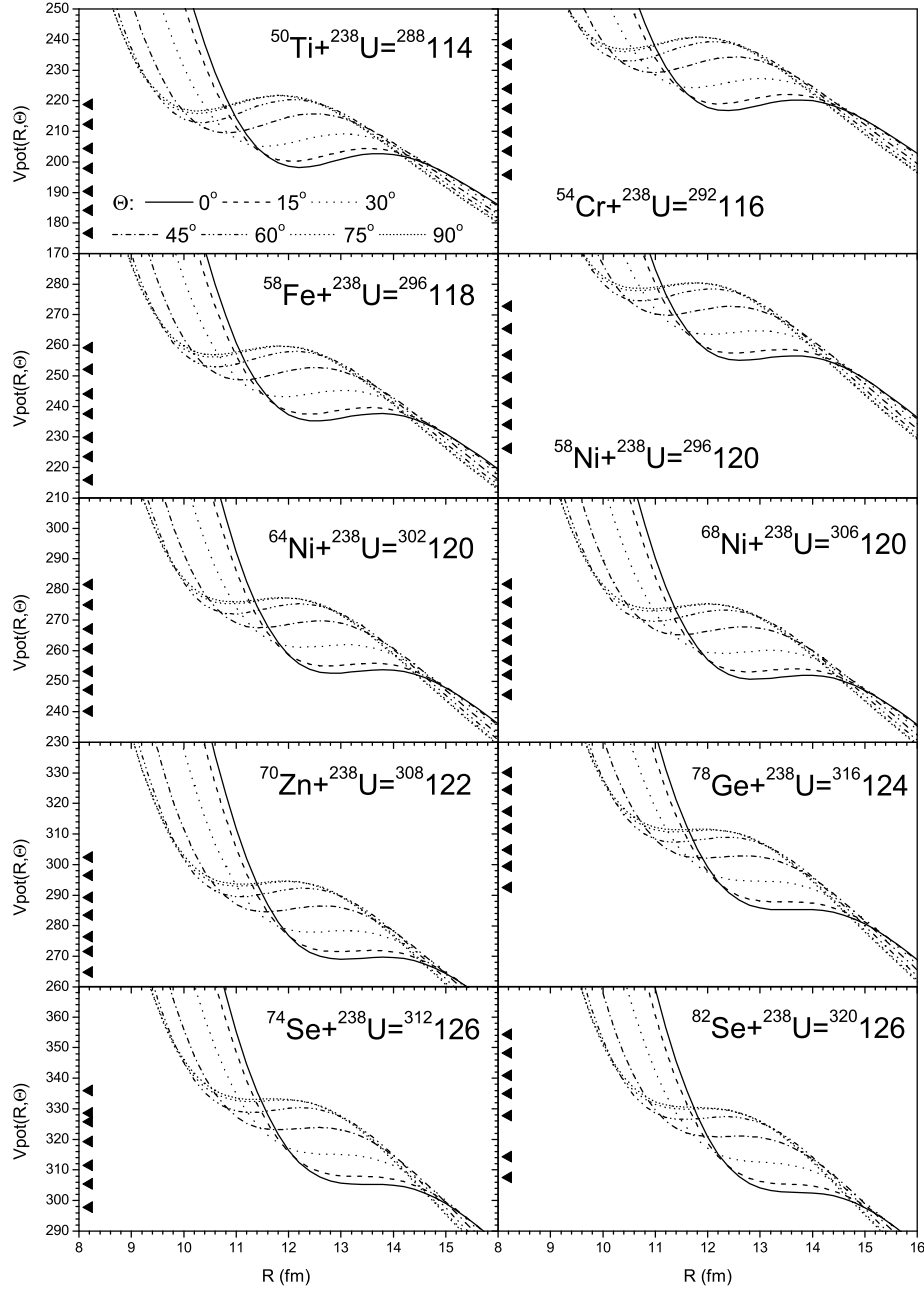 250
240
230
220
210
200
190
180
170
Vpot(R,Θ)
⁵⁰Ti+²³⁸U=²⁸⁸114
Θ: 0° 15° 30°
45° 60° 75° 90°
⁵⁴Cr+²³⁸U=²⁹²116
280
270
260
250
240
230
220
210
Vpot(R,Θ)
⁵⁸Fe+²³⁸U=²⁹⁶118
⁵⁸Ni+²³⁸U=²⁹⁶120
300
290
280
270
260
250
240
230
Vpot(R,Θ)
⁶⁴Ni+²³⁸U=³⁰²120
⁶⁸Ni+²³⁸U=³⁰⁶120
330
320
310
300
290
280
270
260
Vpot(R,Θ)
⁷⁰Zn+²³⁸U=³⁰⁸122
⁷⁸Ge+²³⁸U=³¹⁶124
360
350
340
330
320
310
300
290
Vpot(R,Θ)
⁷⁴Se+²³⁸U=³¹²126
⁸²Se+²³⁸U=³²⁰126
8 9 10 11 12 13 14 15 8 9 10 11 12 13 14 15 16
R (fm) R (fm)